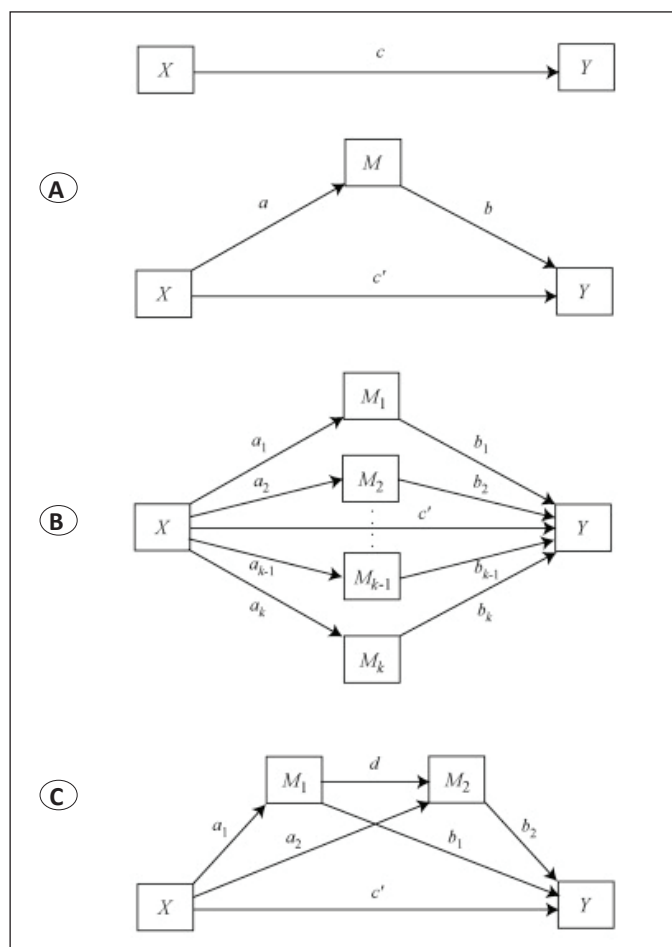 c
X
Y
M
A
a
b
X
c'
Y
M₁
a₁
b₁
M₂
a₂
b₂
B
X
c'
Y
aₖ₋₁
Mₖ₋₁
bₖ₋₁
aₖ
bₖ
Mₖ
d
M₁
M₂
C
a₁
a₂
b₁
b₂
X
c'
Y